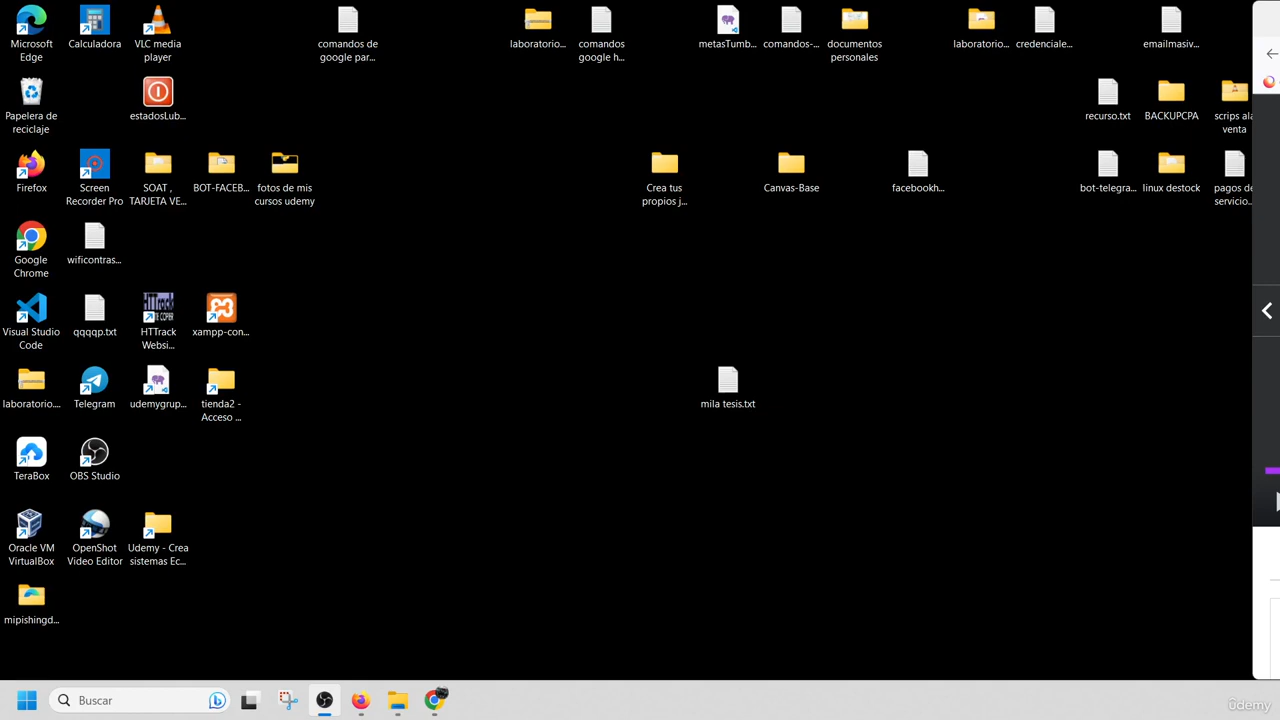 Microsoft
Edge
Calculadora
VLC media
player
comandos de
google par...
laboratorio...
comandos
google h...
metasTumb...
comandos-...
documentos
personales
laboratorio...
credenciale...
emailmasiv...
Papelera de
reciclaje
estadosLub...
recurso.txt
BACKUPCPA
scrips ala
venta
Firefox
Screen
Recorder Pro
SOAT ,
TARJETA VE...
BOT-FACEB...
fotos de mis
cursos udemy
Crea tus
propios j...
Canvas-Base
facebookh...
bot-telegra...
linux destock
pagos de
servicio...
Google
Chrome
wificontras...
Visual Studio
Code
qqqqp.txt
HTTrack
Websi...
xampp-con...
laboratorio....
Telegram
udemygrup...
tienda2 -
Acceso ...
mila tesis.txt
TeraBox
OBS Studio
Oracle VM
VirtualBox
OpenShot
Video Editor
Udemy - Crea
sistemas Ec...
mipishingd...
Buscar
ûdemy